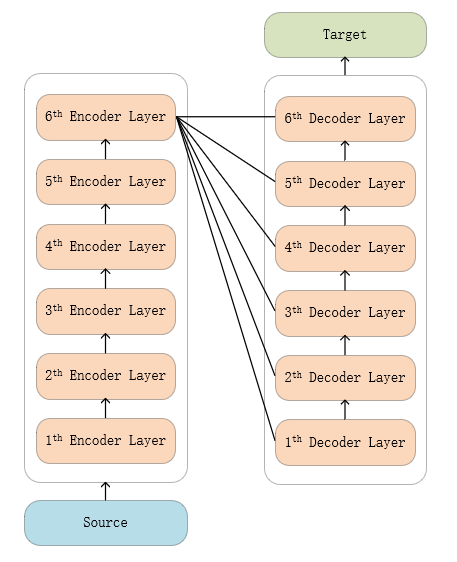 Target
6th Encoder Layer
5th Encoder Layer
4th Encoder Layer
3th Encoder Layer
2th Encoder Layer
1th Encoder Layer
Source
6th Decoder Layer
5th Decoder Layer
4th Decoder Layer
3th Decoder Layer
2th Decoder Layer
1th Decoder Layer